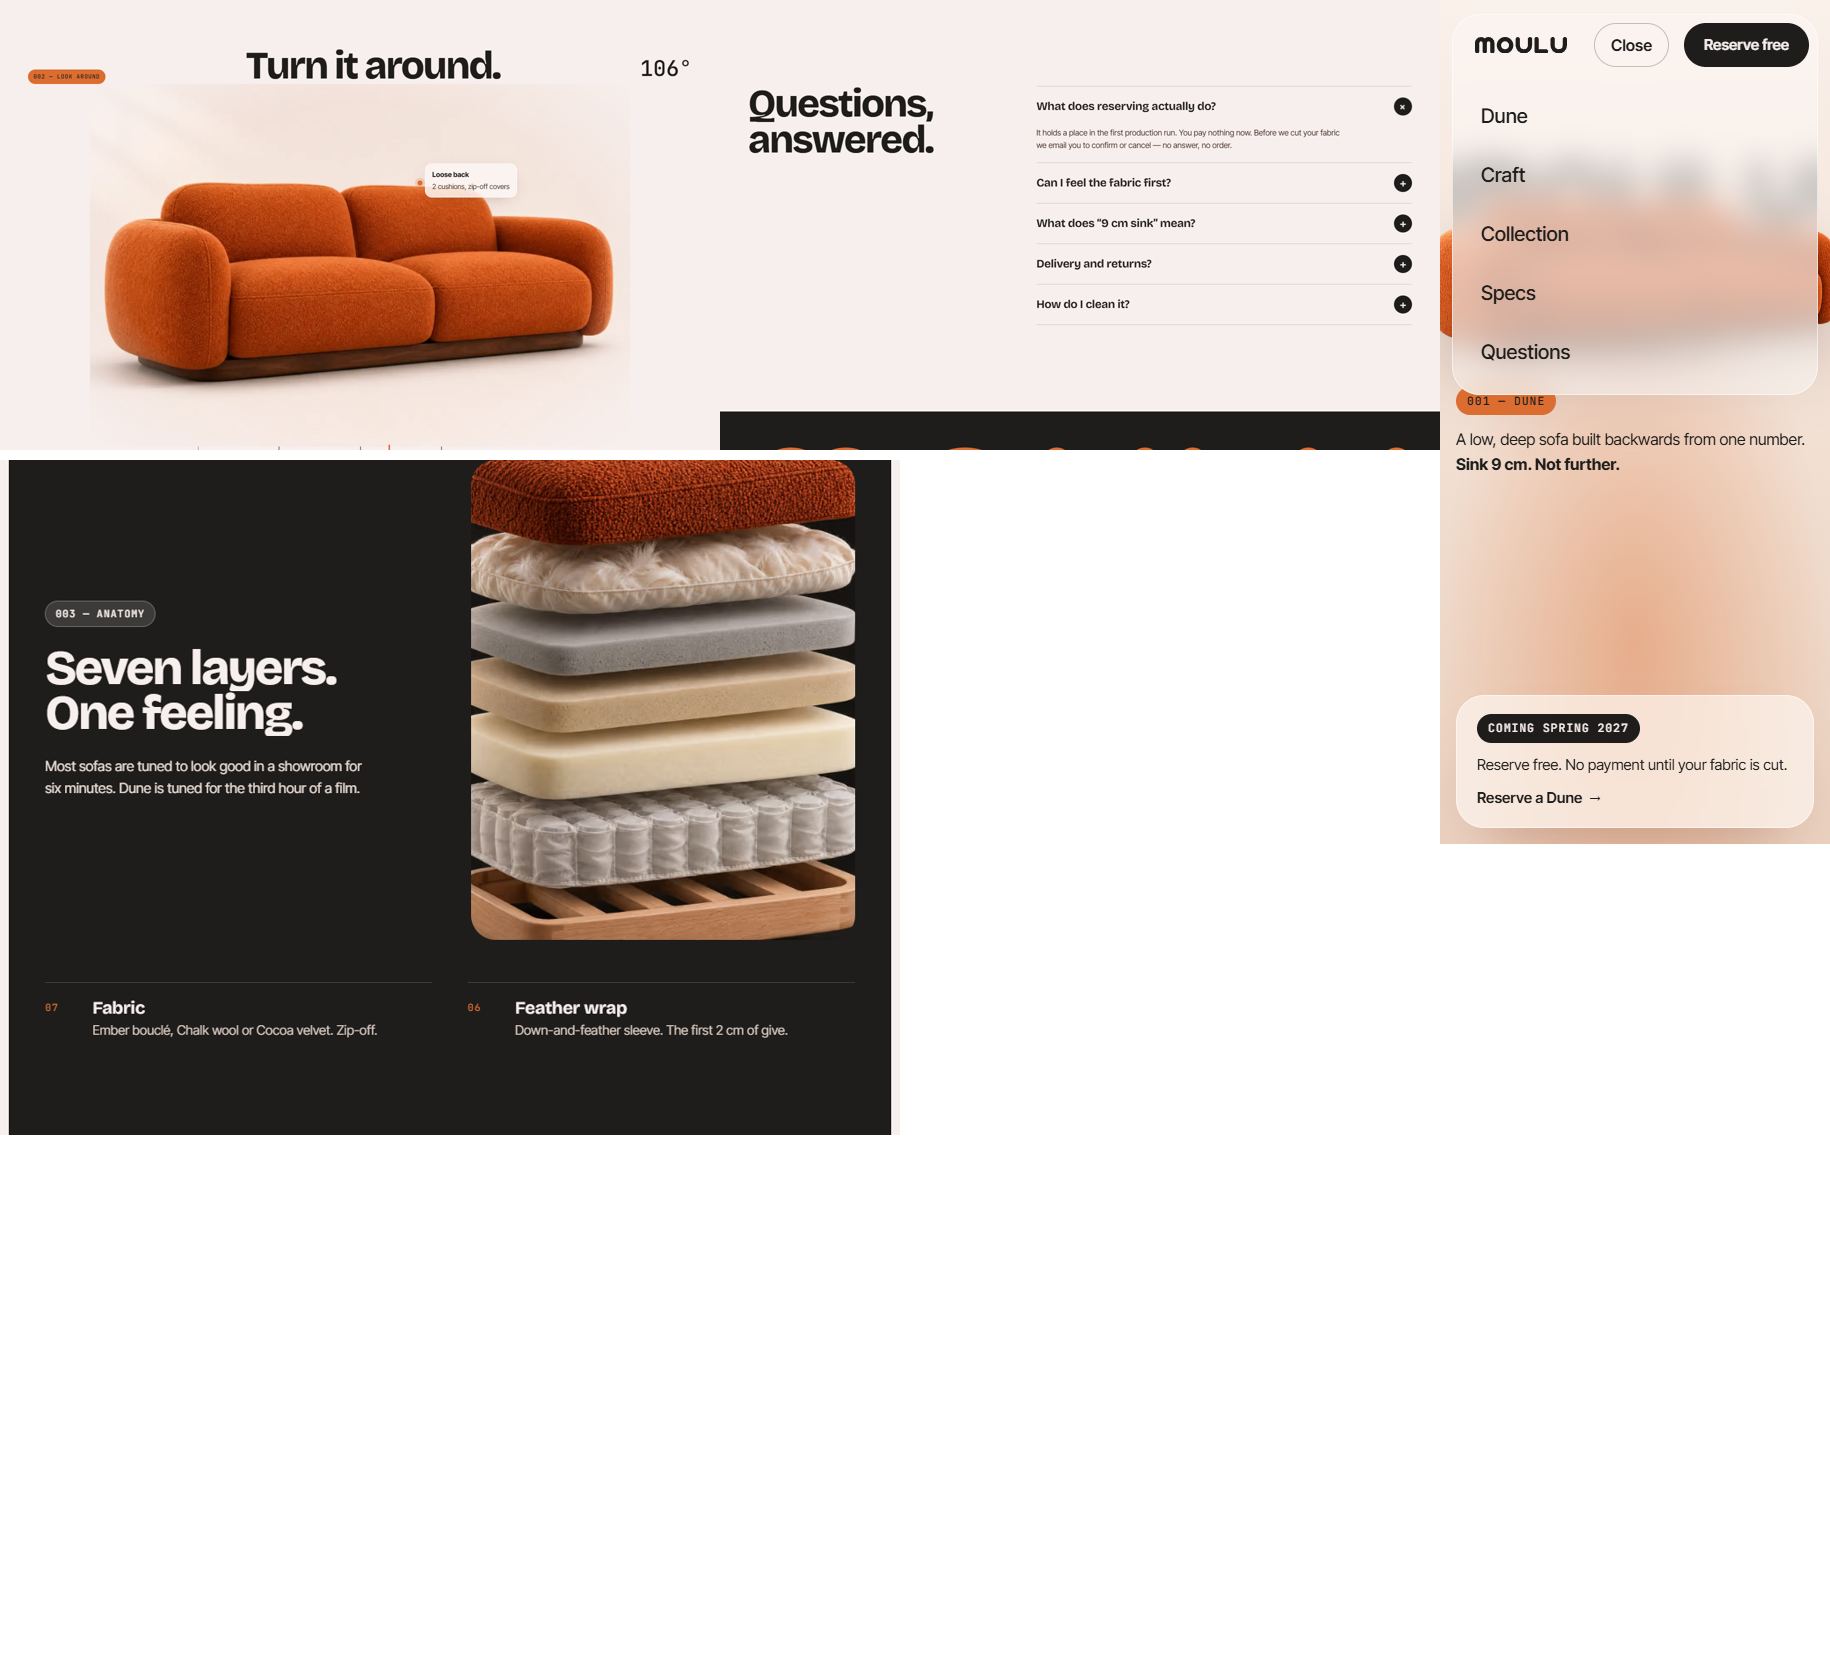 Turn it around.
002 — LOOK AROUND
106°
Loose back
2 cushions, zip-off covers
Questions,
answered.
What does reserving actually do?
It holds a place in the first production run. You pay nothing now. Before we cut your fabric
we email you to confirm or cancel — no answer, no order.
Can I feel the fabric first?
What does “9 cm sink” mean?
Delivery and returns?
How do I clean it?
MOULU
Close
Reserve free
Dune
Craft
Collection
Specs
Questions
001 — DUNE
A low, deep sofa built backwards from one number.
Sink 9 cm. Not further.
COMING SPRING 2027
Reserve free. No payment until your fabric is cut.
Reserve a Dune →
003 — ANATOMY
Seven layers.
One feeling.
Most sofas are tuned to look good in a showroom for
six minutes. Dune is tuned for the third hour of a film.
07 Fabric
Ember bouclé, Chalk wool or Cocoa velvet. Zip-off.
06 Feather wrap
Down-and-feather sleeve. The first 2 cm of give.